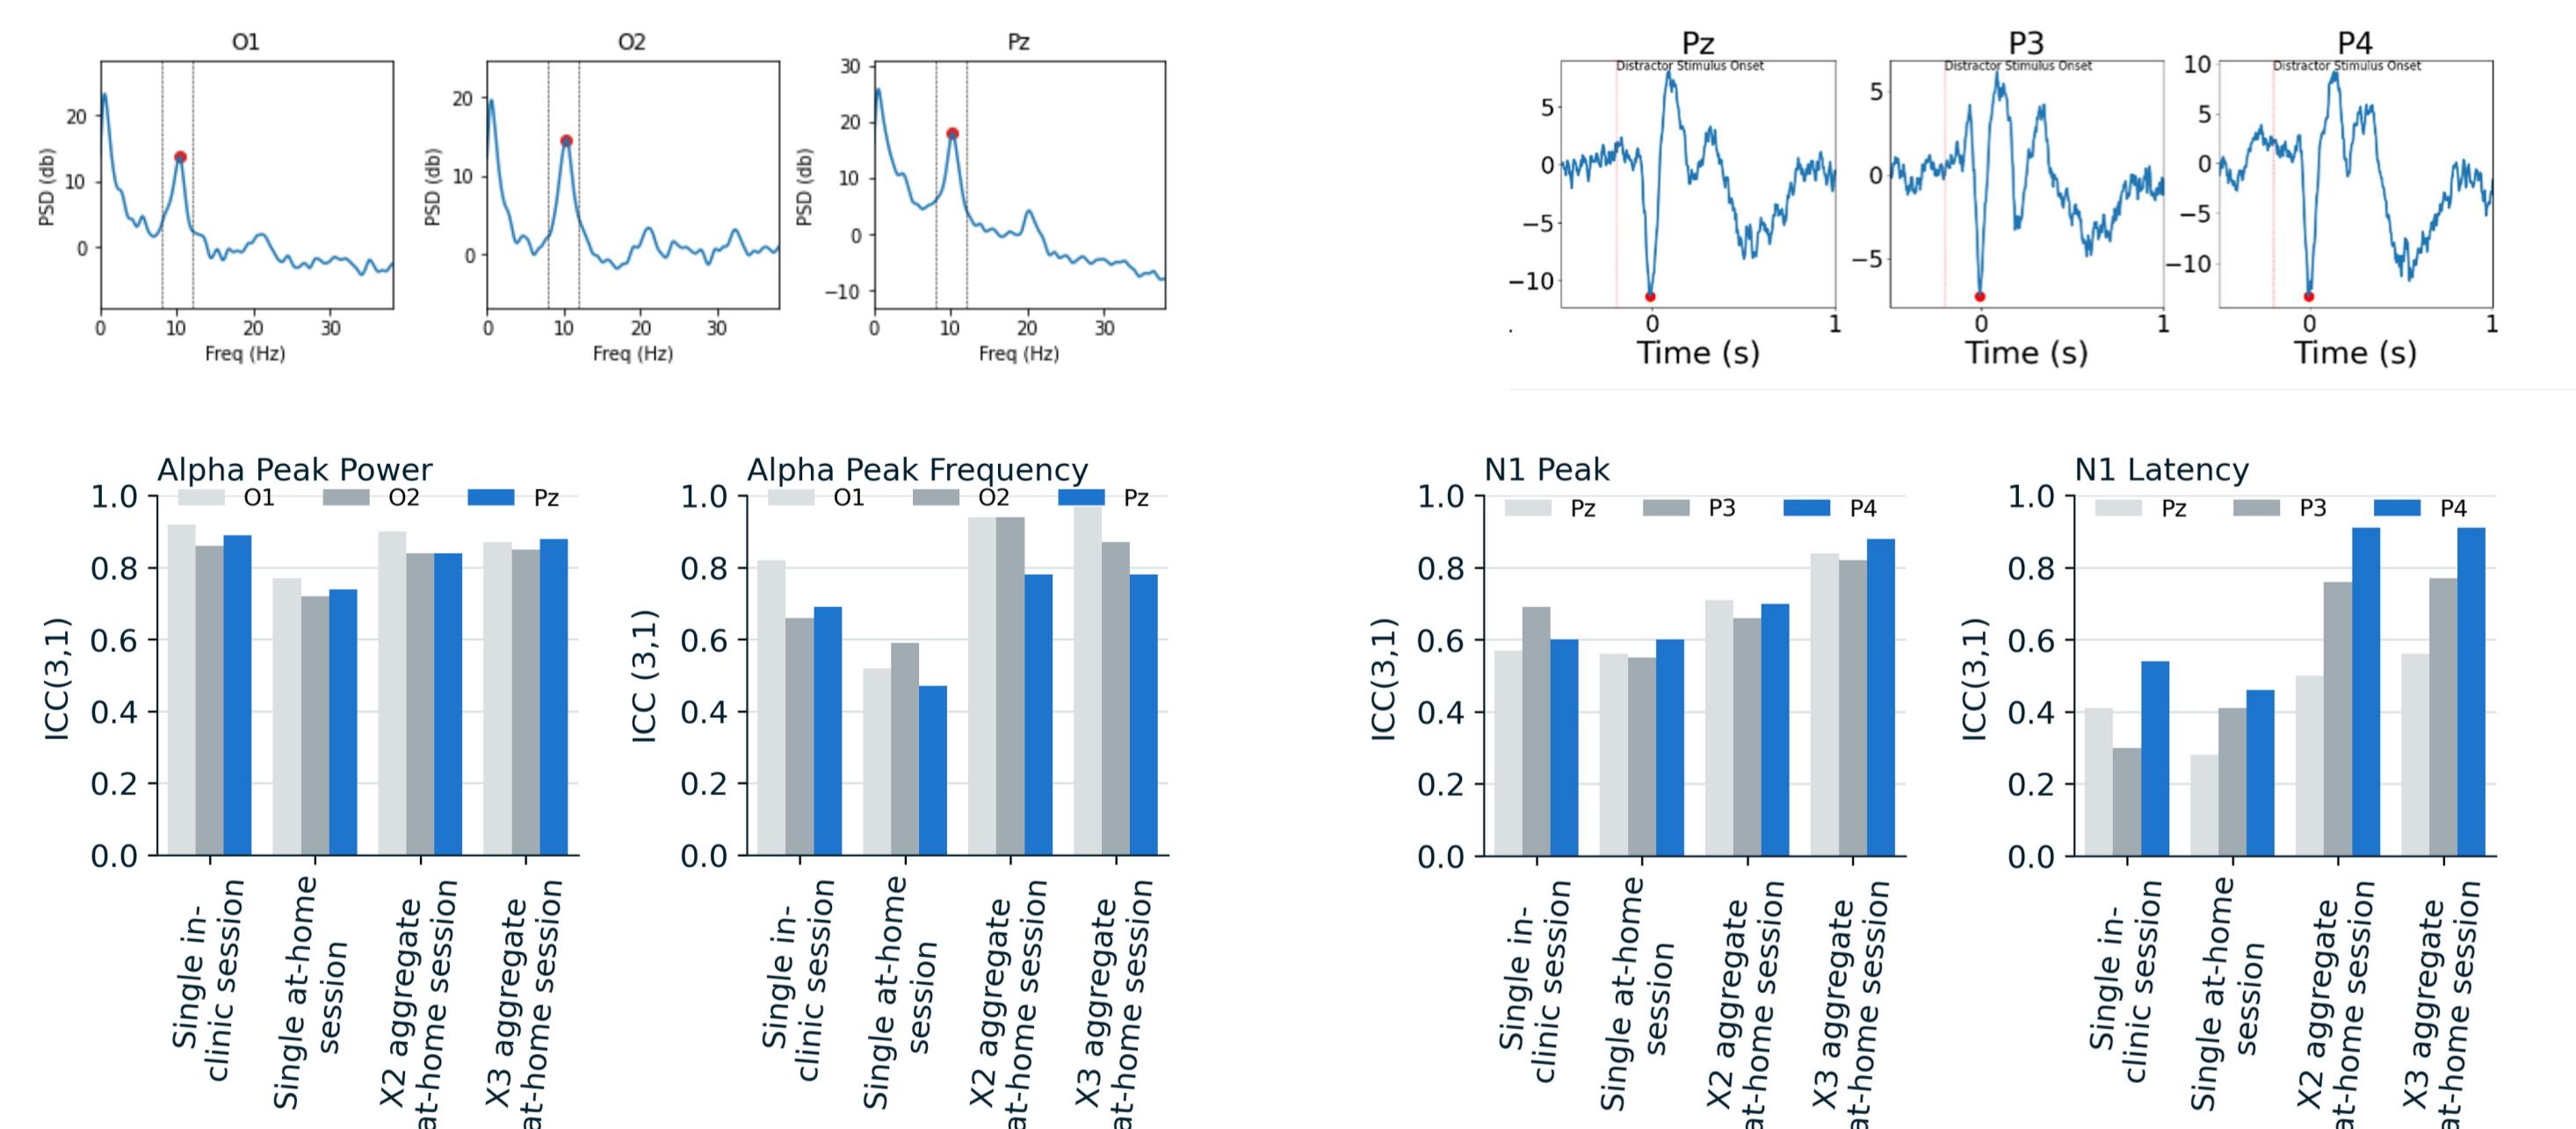 O1
O2
Pz
20
10
0
PSD (db)
0 10 20 30
Freq (Hz)
20
10
0
PSD (db)
0 10 20 30
Freq (Hz)
30
20
10
0
−10
PSD (db)
0 10 20 30
Freq (Hz)
Pz
P3
P4
Distractor Stimulus Onset
5
0
−5
−10
0 1
Time (s)
Distractor Stimulus Onset
5
0
−5
0 1
Time (s)
Distractor Stimulus Onset
10
5
0
−5
−10
0 1
Time (s)
Alpha Peak Power
O1 O2 Pz
1.0
0.8
0.6
0.4
0.2
0.0
ICC(3,1)
Single in-
clinic session
Single at-home
session
X2 aggregate
at-home session
X3 aggregate
at-home session
Alpha Peak Frequency
O1 O2 Pz
1.0
0.8
0.6
0.4
0.2
0.0
ICC (3,1)
Single in-
clinic session
Single at-home
session
X2 aggregate
at-home session
X3 aggregate
at-home session
N1 Peak
Pz P3 P4
1.0
0.8
0.6
0.4
0.2
0.0
ICC(3,1)
Single in-
clinic session
Single at-home
session
X2 aggregate
at-home session
X3 aggregate
at-home session
N1 Latency
Pz P3 P4
1.0
0.8
0.6
0.4
0.2
0.0
ICC(3,1)
Single in-
clinic session
Single at-home
session
X2 aggregate
at-home session
X3 aggregate
at-home session